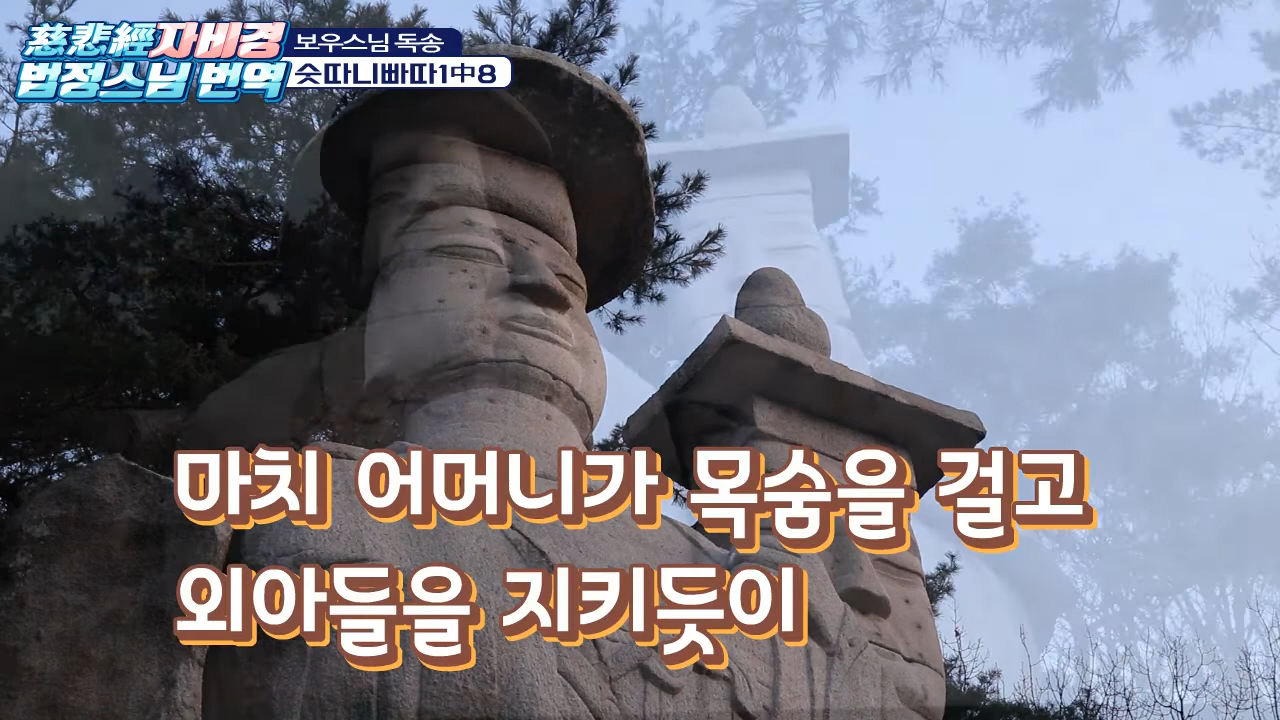 慈悲經자비경
보우스님 독송
법정스님 번역
숫따니빠따1中8
마치 어머니가 목숨을 걸고
외아들을 지키듯이